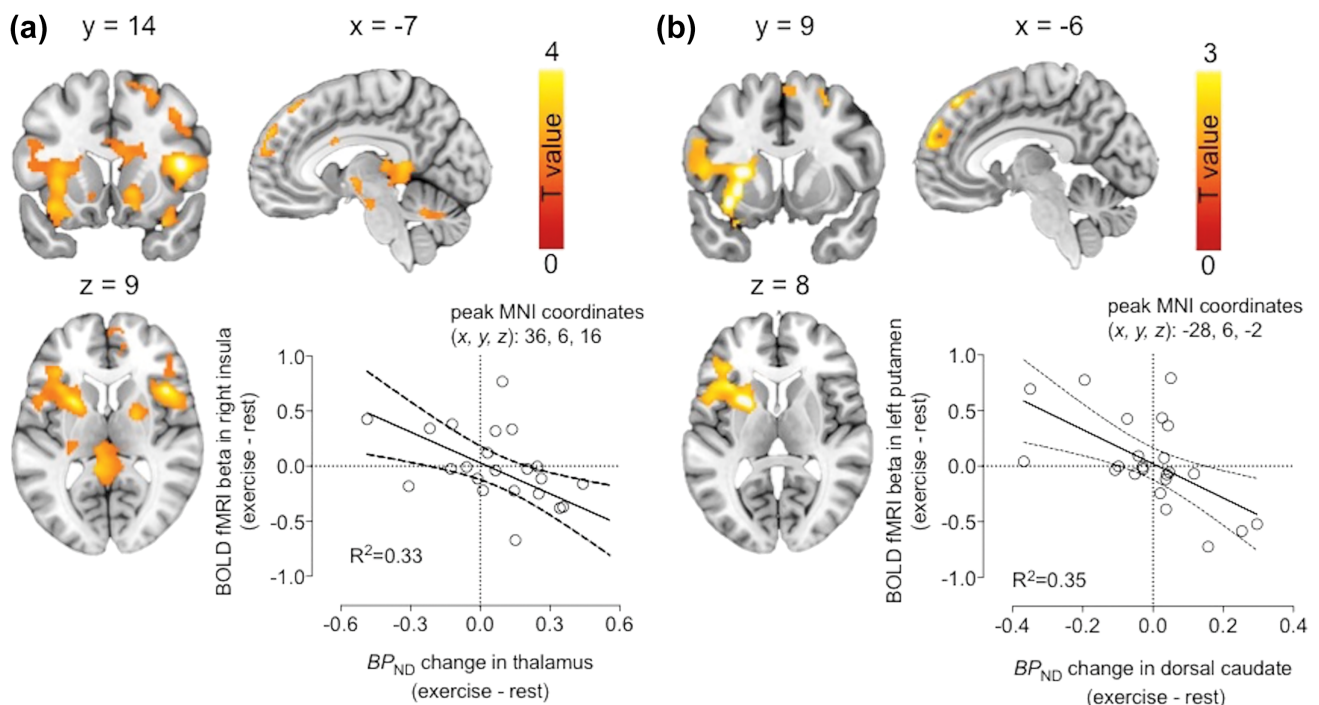 (a) y = 14 x = -7
4
T value
0
z = 9
peak MNI coordinates
(x, y, z): 36, 6, 16
BOLD fMRI beta in right insula
(exercise - rest)
1.0
0.5
0.0
-0.5
-1.0
R²=0.33
-0.6 -0.3 0.0 0.3 0.6
BP_ND change in thalamus
(exercise - rest)
(b) y = 9 x = -6
3
T value
0
z = 8
peak MNI coordinates
(x, y, z): -28, 6, -2
BOLD fMRI beta in left putamen
(exercise - rest)
1.0
0.5
0.0
-0.5
-1.0
R²=0.35
-0.4 -0.2 0.0 0.2 0.4
BP_ND change in dorsal caudate
(exercise - rest)